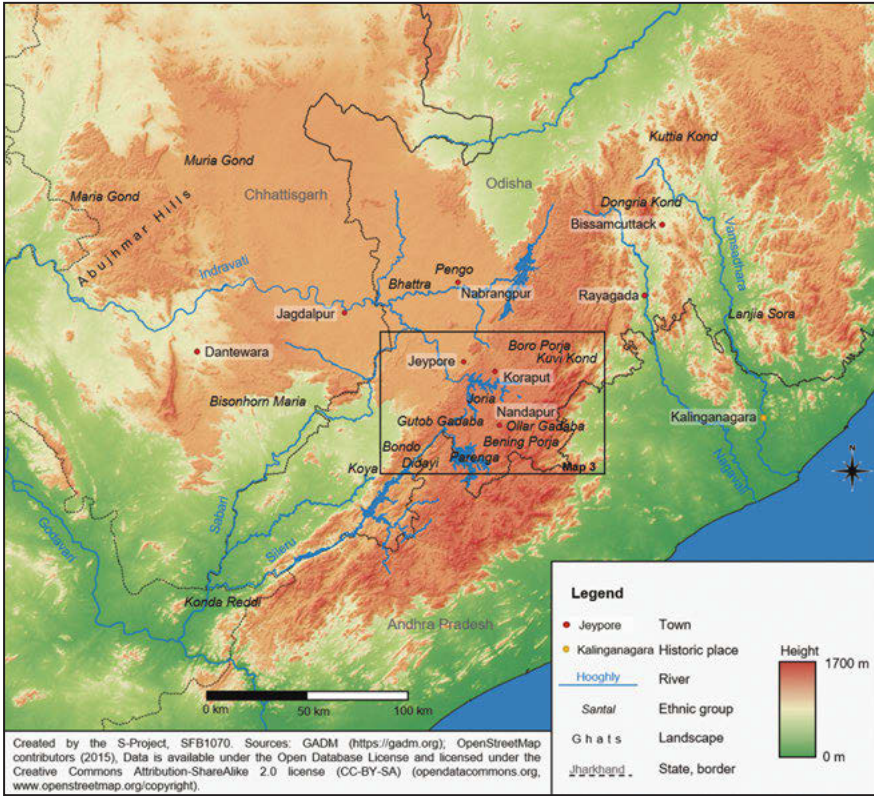 Kuttia Kond
Muria Gond
Maria Gond
Chhattisgarh
Odisha
Dongria Kond
Bissamcuttack
Abujhmar Hills
Vamsadhara
Indravati
Pengo
Bhattra
Nabrangpur
Rayagada
Jagdalpur
Lanjia Sora
Dantewara
Boro Porja
Kuvi Kond
Jeypore
Koraput
Joria
Bisonhorn Maria
Nandapur
Kalinganagara
Gutob Gadaba
Ollar Gadaba
Bening Porja
Bondo
Parenga
Didayi
Koya
Map 3
N
Nagavali
Sabari
Godavari
Sileru
Konda Reddi
Andhra Pradesh
0 km
50 km
100 km
Legend
Jeypore Town
Kalinganagara Historic place
Hooghly River
Santal Ethnic group
Ghats Landscape
Jharkhand State, border
Height
1700 m
0 m
Created by the S-Project, SFB1070. Sources: GADM (https://gadm.org); OpenStreetMap
contributors (2015), Data is available under the Open Database License and licensed under the
Creative Commons Attribution-ShareAlike 2.0 license (CC-BY-SA) (opendatacommons.org,
www.openstreetmap.org/copyright).